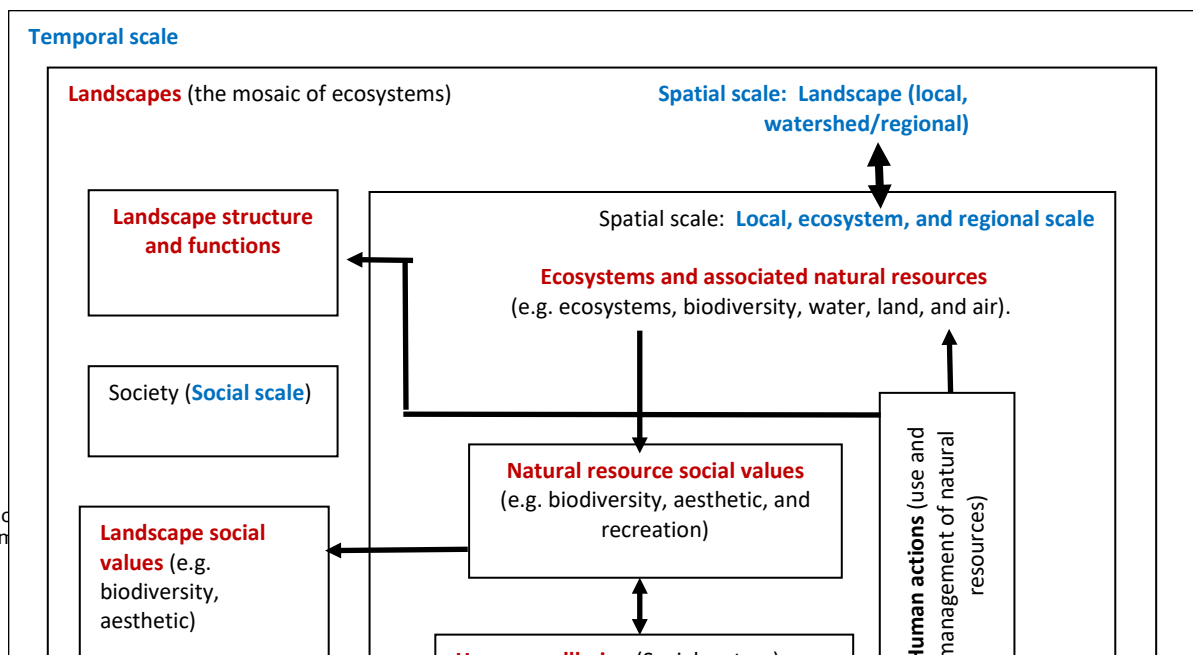 Temporal scale
Landscapes (the mosaic of ecosystems)
Spatial scale: Landscape (local,
watershed/regional)
Landscape structure
and functions
Spatial scale: Local, ecosystem, and regional scale
Ecosystems and associated natural resources
(e.g. ecosystems, biodiversity, water, land, and air).
Society (Social scale)
Natural resource social values
(e.g. biodiversity, aesthetic, and
recreation)
Human actions (use and
management of natural
resources)
Landscape social
values (e.g.
biodiversity,
aesthetic)